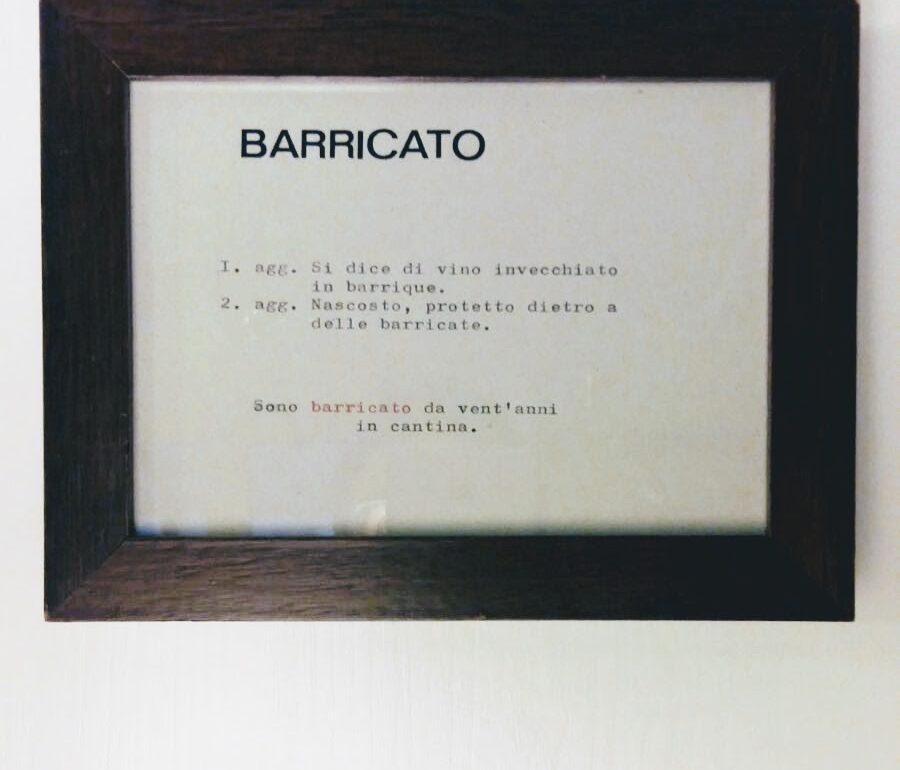 BARRICATO
1. agg. Si dice di vino invecchiato
in barrique.
2. agg. Nascosto, protetto dietro a
delle barricate.
Sono barricato da vent'anni
in cantina.